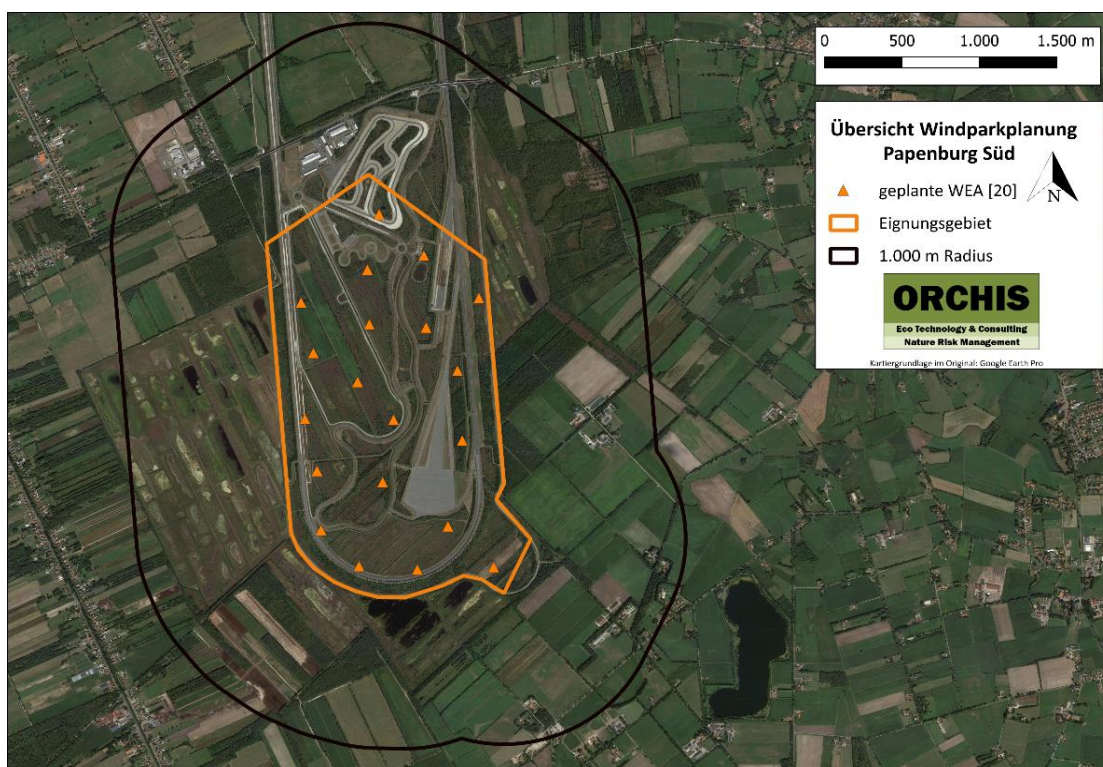 0 500 1.000 1.500 m
Übersicht Windparkplanung
Papenburg Süd
geplante WEA [20]
N
Eignungsgebiet
1.000 m Radius
ORCHIS
Eco Technology & Consulting
Nature Risk Management
Kartiergrundlage im Original: Google Earth Pro